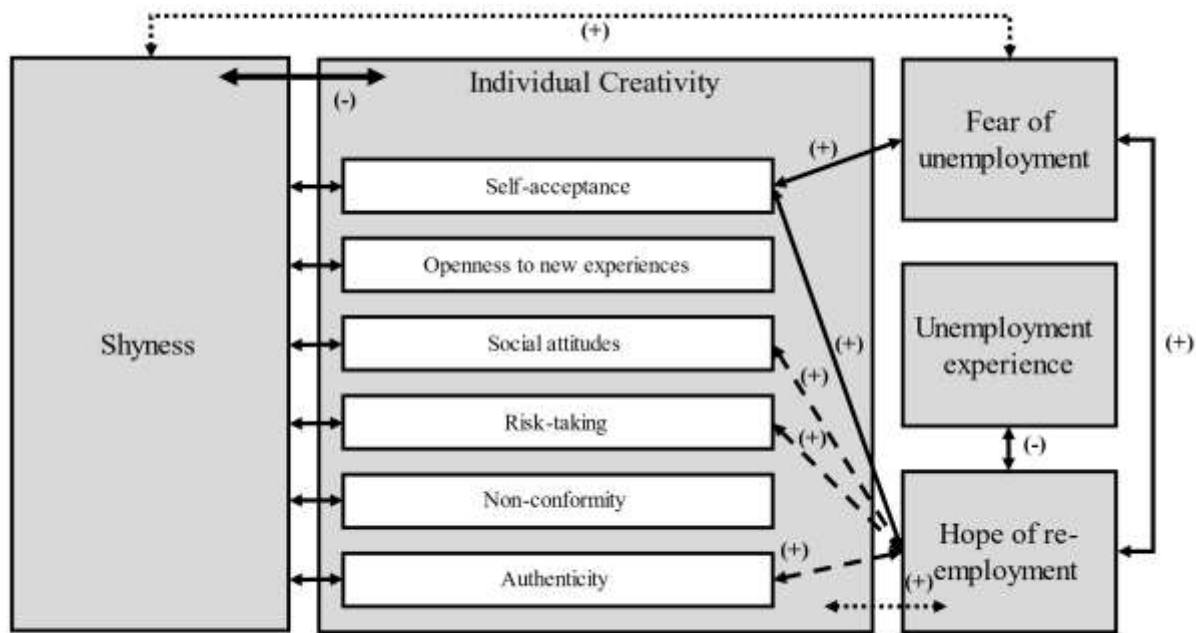 (+)
(-)
Individual Creativity
Fear of
unemployment
(+)
Self-acceptance
Openness to new experiences
Shyness
Social attitudes
(+)
(+)
Unemployment
experience
(+)
Risk-taking
(+)
(-)
Non-conformity
Hope of re-
employment
(+)
Authenticity
(+)